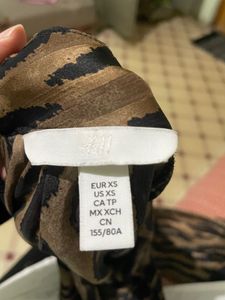 H&M
EUR XS
US XS
CA TP
MX XCH
CN
155/80A